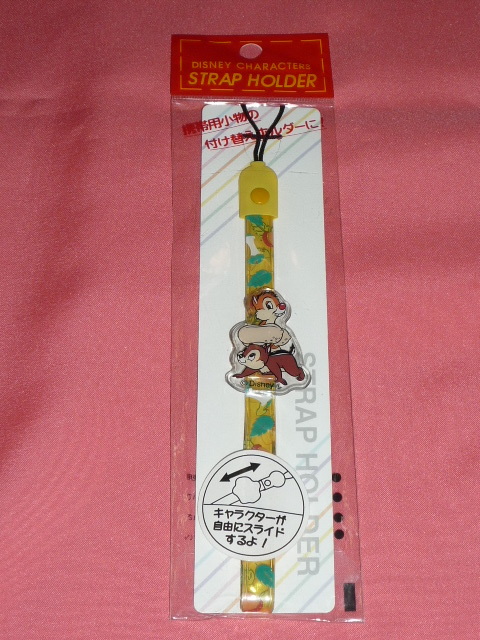 DISNEY CHARACTERS
STRAP HOLDER
携帯用小物の
付け替えホルダーに!
© Disney
STRAP HOLDER
キャラクターが
自由にスライド
するよ!